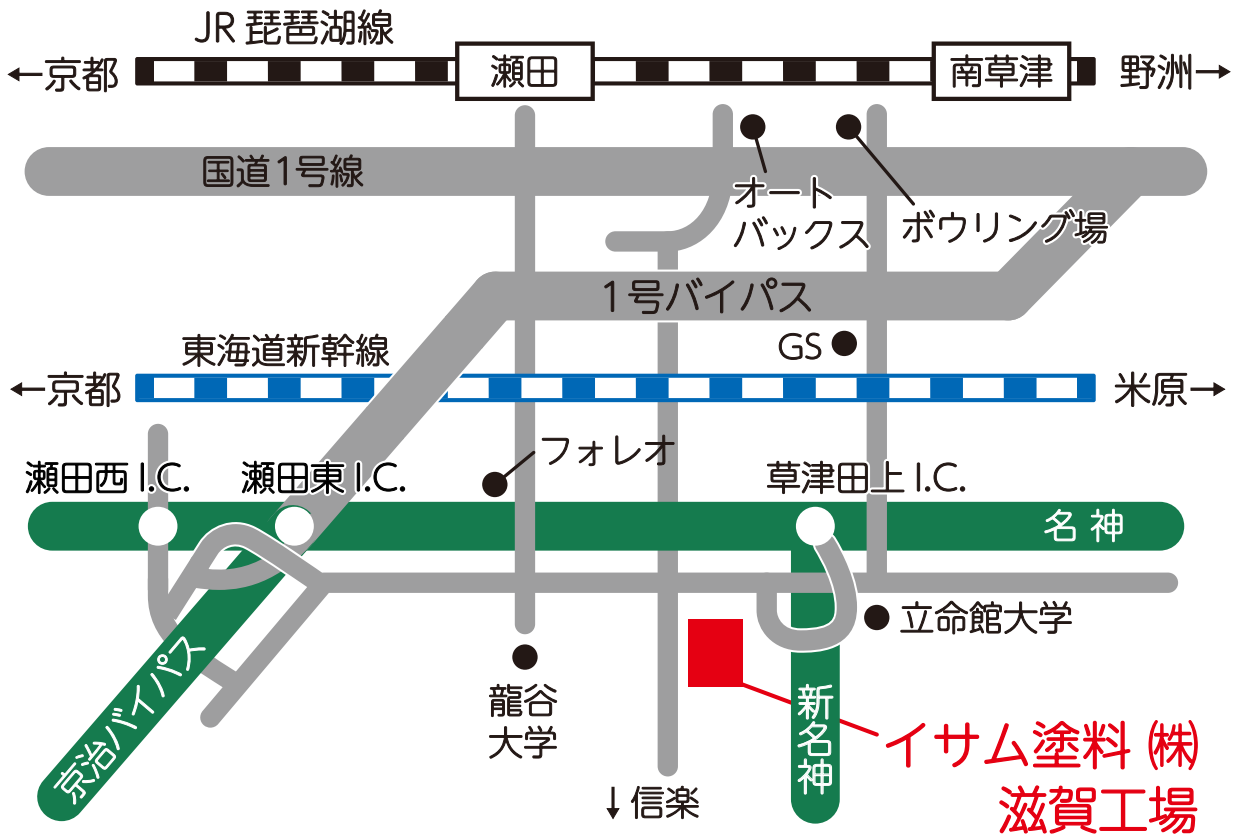 JR 琵琶湖線
←京都
瀬田
南草津
野洲→
国道1号線
オート
バックス
ボウリング場
1号バイパス
GS
東海道新幹線
←京都
米原→
フォレオ
瀬田西 I.C.
瀬田東 I.C.
草津田上 I.C.
名神
立命館大学
京治バイパス
龍谷
大学
新名神
イサム塗料 ㈱
滋賀工場
↓信楽